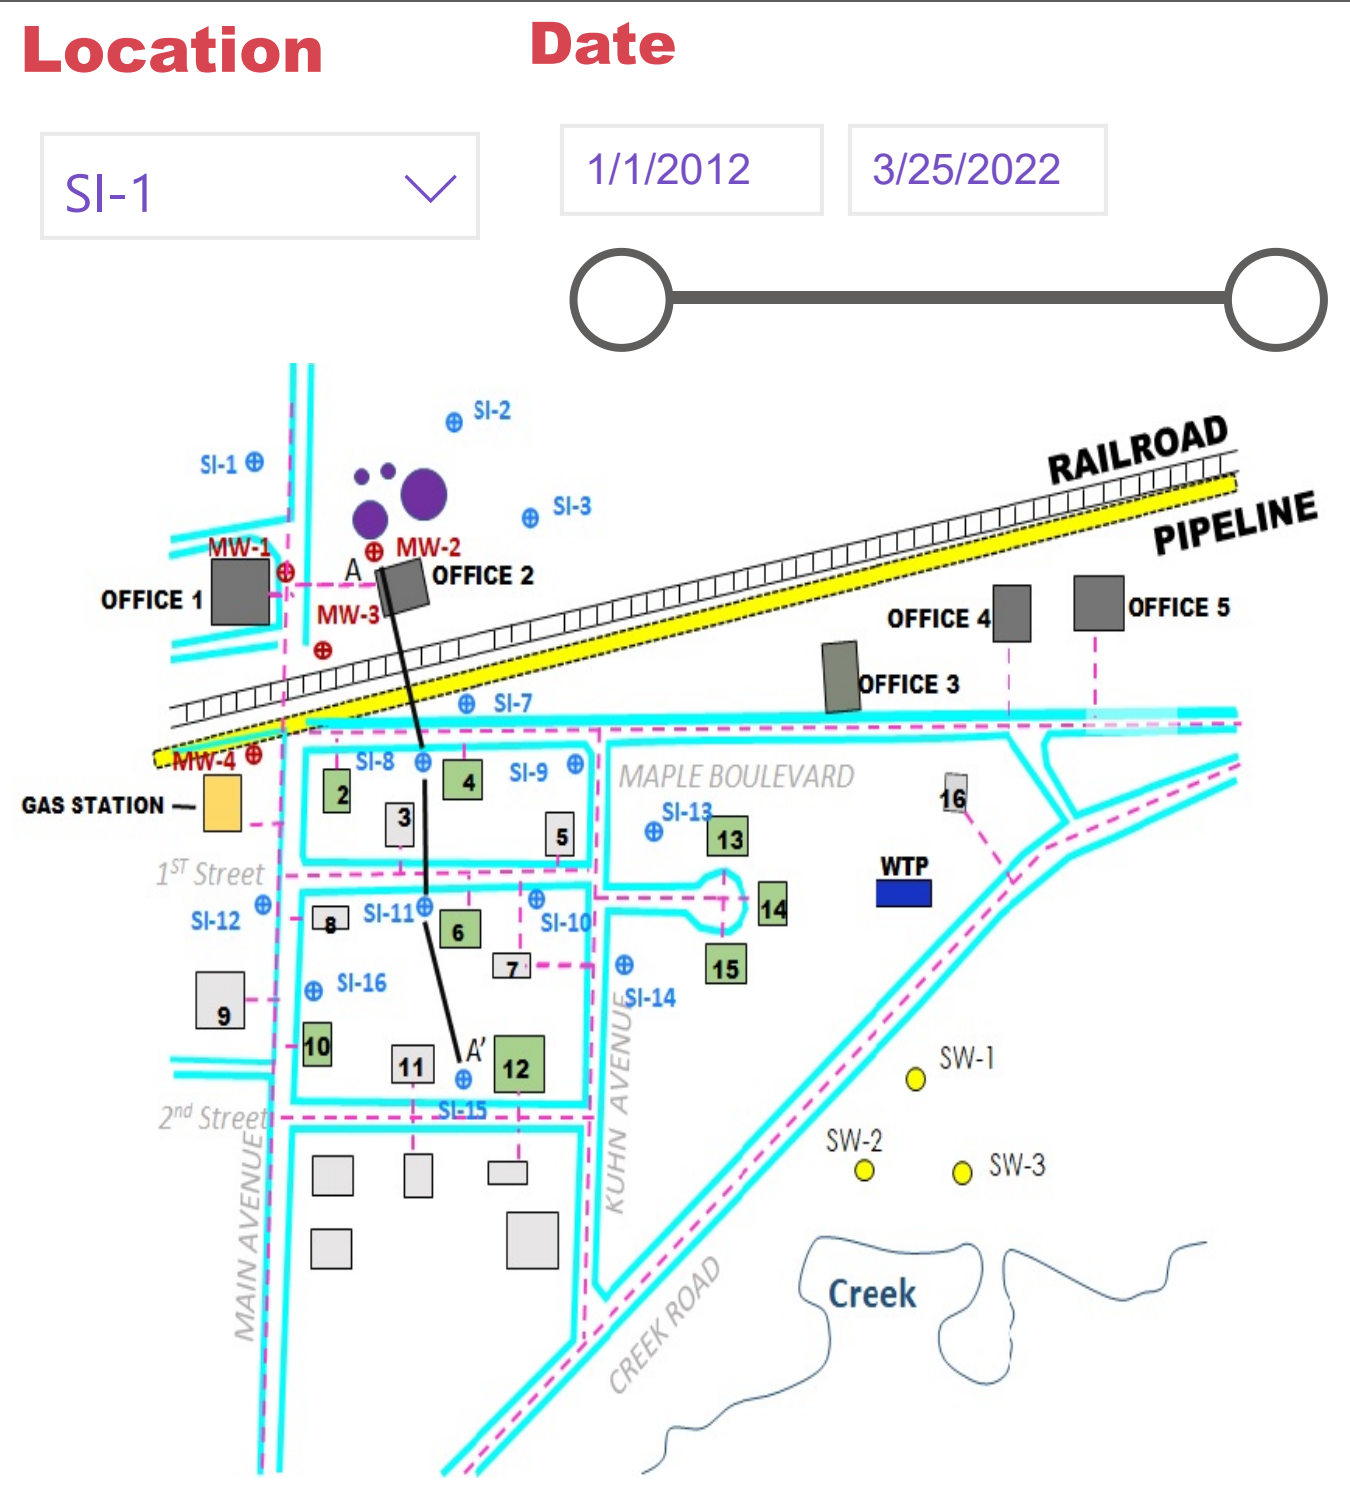 Location
Date
SI-1
1/1/2012
3/25/2022
SI-2
SI-1
SI-3
RAILROAD
PIPELINE
MW-1
MW-2
A
OFFICE 2
OFFICE 1
MW-3
OFFICE 4
OFFICE 5
OFFICE 3
SI-7
MW-4
SI-8
SI-9
MAPLE BOULEVARD
GAS STATION
2
4
3
5
SI-13
13
16
1ST Street
WTP
SI-12
8
SI-11
6
SI-10
14
7
15
SI-16
SI-14
9
10
11
A'
12
KUHN AVENUE
SW-1
SI-15
2nd Street
SW-2
SW-3
MAIN AVENUE
Creek
CREEK ROAD